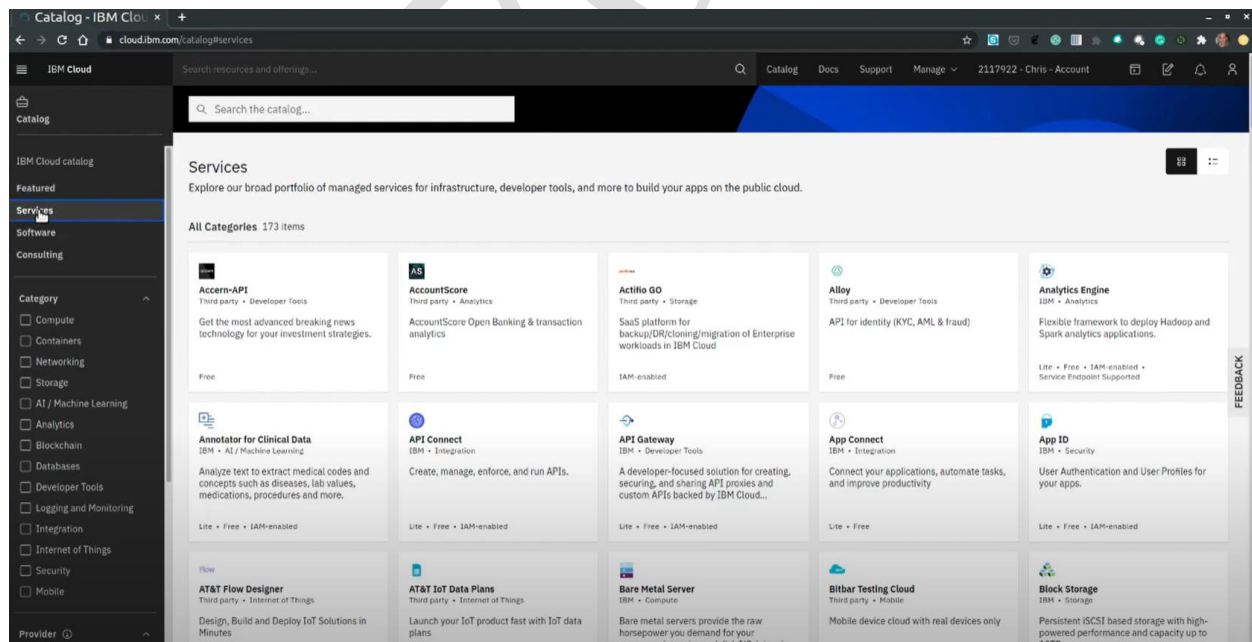 Catalog - IBM Clou
cloud.ibm.com/catalog#services
IBM Cloud
Search resources and offerings...
Catalog
Docs
Support
Manage
2117922 - Chris - Account
Catalog
Search the catalog...
IBM Cloud catalog
Featured
Services
Software
Consulting
Category
Compute
Containers
Networking
Storage
AI / Machine Learning
Analytics
Blockchain
Databases
Developer Tools
Logging and Monitoring
Integration
Internet of Things
Security
Mobile
Provider
Services
Explore our broad portfolio of managed services for infrastructure, developer tools, and more to build your apps on the public cloud.
All Categories 173 items
Accern-API
Third party • Developer Tools
Get the most advanced breaking news
technology for your investment strategies.
Free
AS
AccountScore
Third party • Analytics
AccountScore Open Banking & transaction
analytics
Free
Actifio GO
Third party • Storage
SaaS platform for
backup/DR/cloning/migration of Enterprise
workloads in IBM Cloud
IAM-enabled
Alloy
Third party • Developer Tools
API for identity (KYC, AML & fraud)
Free
Analytics Engine
IBM • Analytics
Flexible framework to deploy Hadoop and
Spark analytics applications.
Lite • Free • IAM-enabled •
Service Endpoint Supported
Annotator for Clinical Data
IBM • AI / Machine Learning
Analyze text to extract medical codes and
concepts such as diseases, lab values,
medications, procedures and more.
Lite • Free • IAM-enabled
API Connect
IBM • Integration
Create, manage, enforce, and run APIs.
Lite • Free • IAM-enabled
API Gateway
IBM • Developer Tools
A developer-focused solution for creating,
securing, and sharing API proxies and
custom APIs backed by IBM Cloud...
Lite • Free • IAM-enabled
App Connect
IBM • Integration
Connect your applications, automate tasks,
and improve productivity
Lite • Free
App ID
IBM • Security
User Authentication and User Profiles for
your apps.
Lite • Free • IAM-enabled
flow
AT&T Flow Designer
Third party • Internet of Things
Design, Build and Deploy IoT Solutions in
Minutes
AT&T IoT Data Plans
Third party • Internet of Things
Launch your IoT product fast with IoT data
plans
Bare Metal Server
IBM • Compute
Bare metal servers provide the raw
horsepower you demand for your
Bitbar Testing Cloud
Third party • Mobile
Mobile device cloud with real devices only
Block Storage
IBM • Storage
Persistent iSCSI based storage with high-
powered performance and capacity up to
FEEDBACK